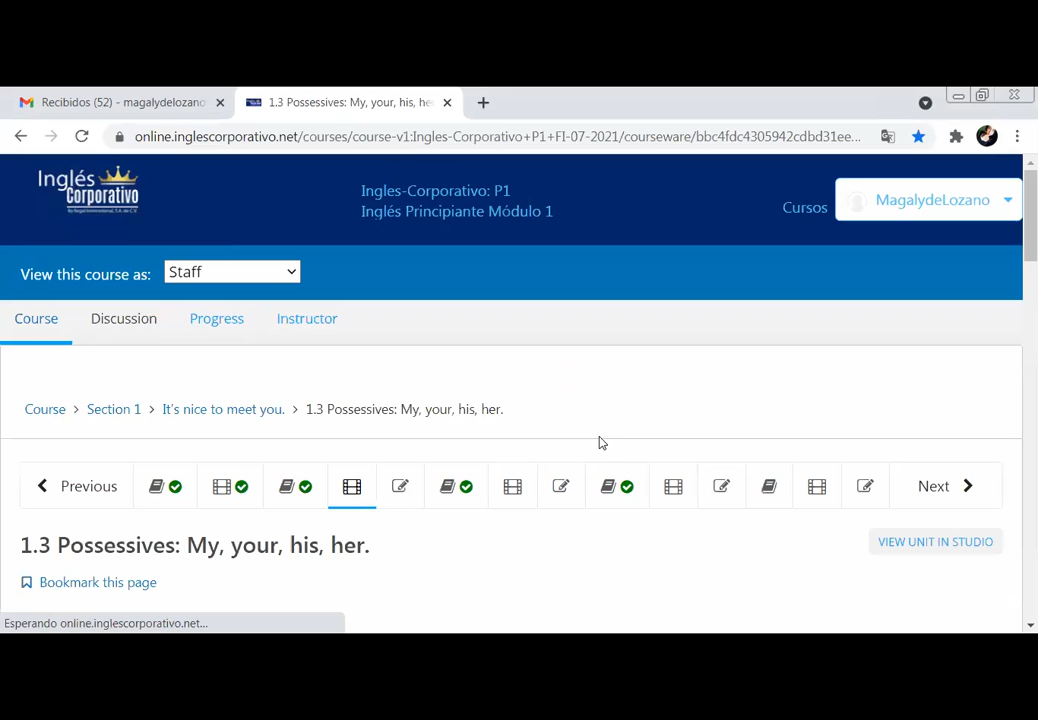 Recibidos (52) - magalydelozano
1.3 Possessives: My, your, his, he
online.inglescorporativo.net/courses/course-v1:Ingles-Corporativo+P1+FI-07-2021/courseware/bbc4fdc4305942cdbd31ee...
Inglés
Corporativo
Ingles-Corporativo: P1
Inglés Principiante Módulo 1
Cursos
MagalydeLozano
View this course as:
Staff
Course
Discussion
Progress
Instructor
Course > Section 1 > It's nice to meet you. > 1.3 Possessives: My, your, his, her.
Previous
Next
1.3 Possessives: My, your, his, her.
VIEW UNIT IN STUDIO
Bookmark this page
Esperando online.inglescorporativo.net...